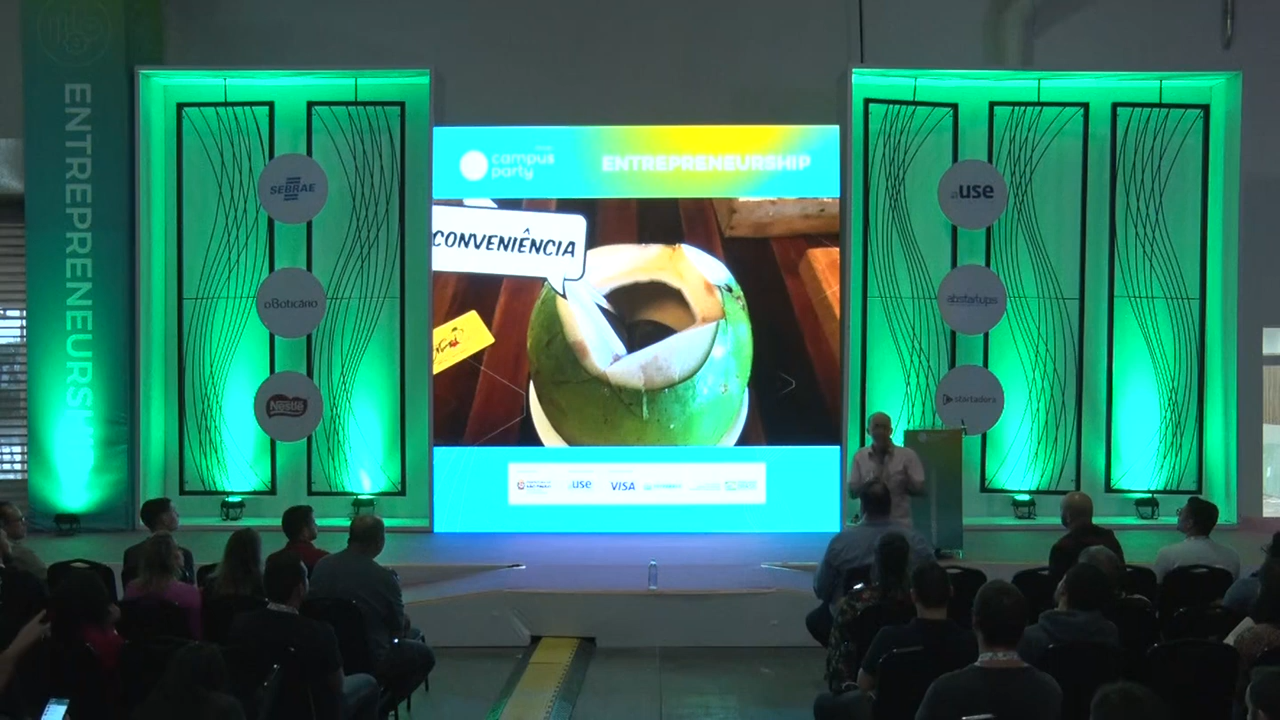 ENTREPRENEURSHIP
SEBRAE
oBoticário
Nestlé
campus
party
ENTREPRENEURSHIP
CONVENIÊNCIA
.use
VISA
.use
abstartups
startadora